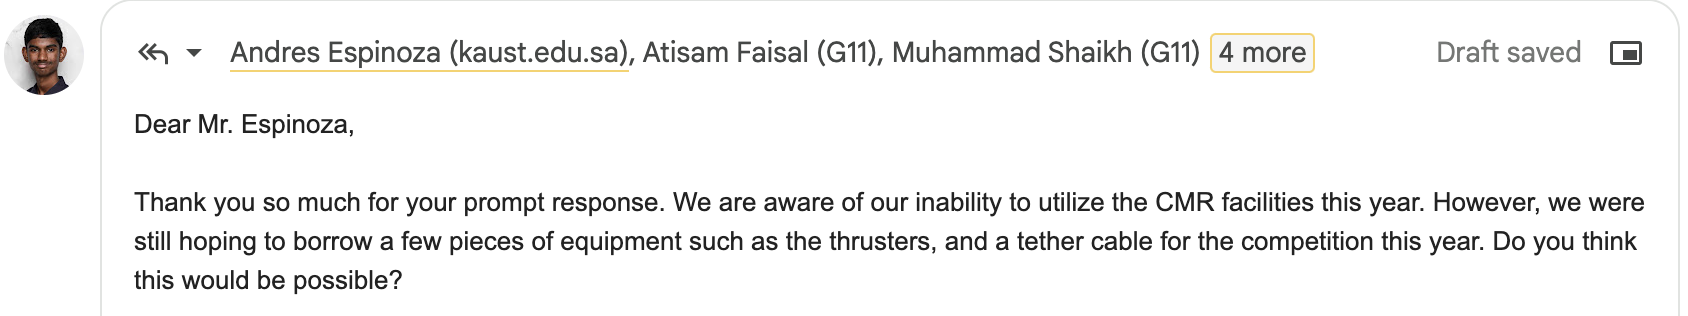 Andres Espinoza (kaust.edu.sa), Atisam Faisal (G11), Muhammad Shaikh (G11) 4 more Draft saved
Dear Mr. Espinoza,
Thank you so much for your prompt response. We are aware of our inability to utilize the CMR facilities this year. However, we were
still hoping to borrow a few pieces of equipment such as the thrusters, and a tether cable for the competition this year. Do you think
this would be possible?